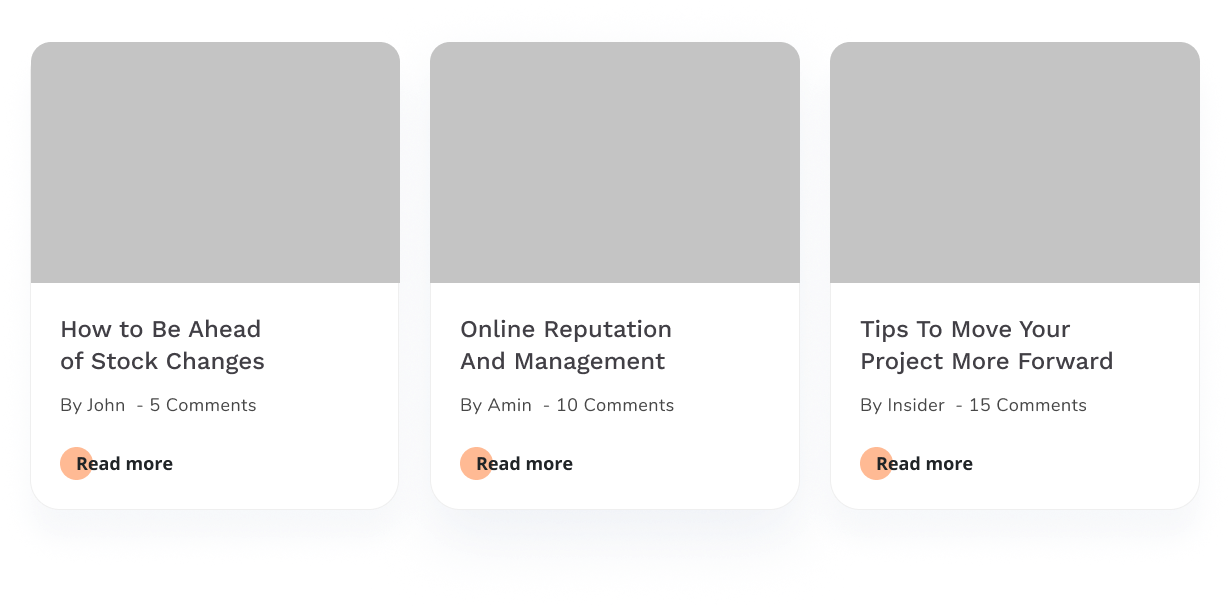 How to Be Ahead
of Stock Changes
By John - 5 Comments
Read more
Online Reputation
And Management
By Amin - 10 Comments
Read more
Tips To Move Your
Project More Forward
By Insider - 15 Comments
Read more